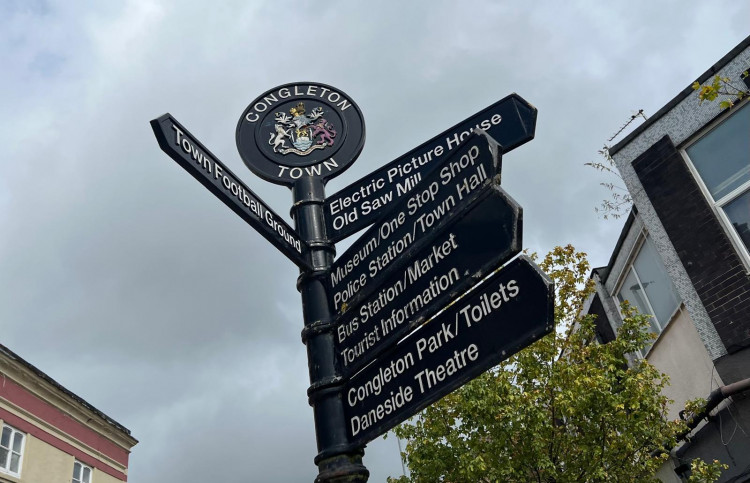 CONGLETON
TOWN
Town Football Ground
Electric Picture House
Old Saw Mill
Museum/One Stop Shop
Police Station/Town Hall
Bus Station/Market
Tourist Information
Congleton Park/Toilets
Daneside Theatre